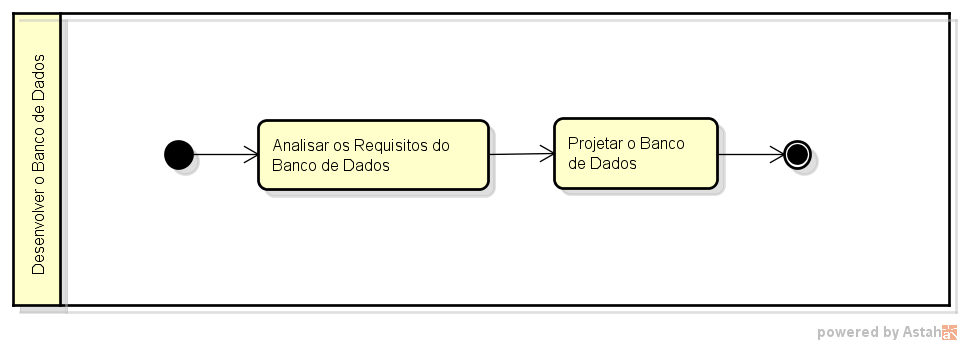 Desenvolver o Banco de Dados
Analisar os Requisitos do
Banco de Dados
Projetar o Banco
de Dados
powered by Astah